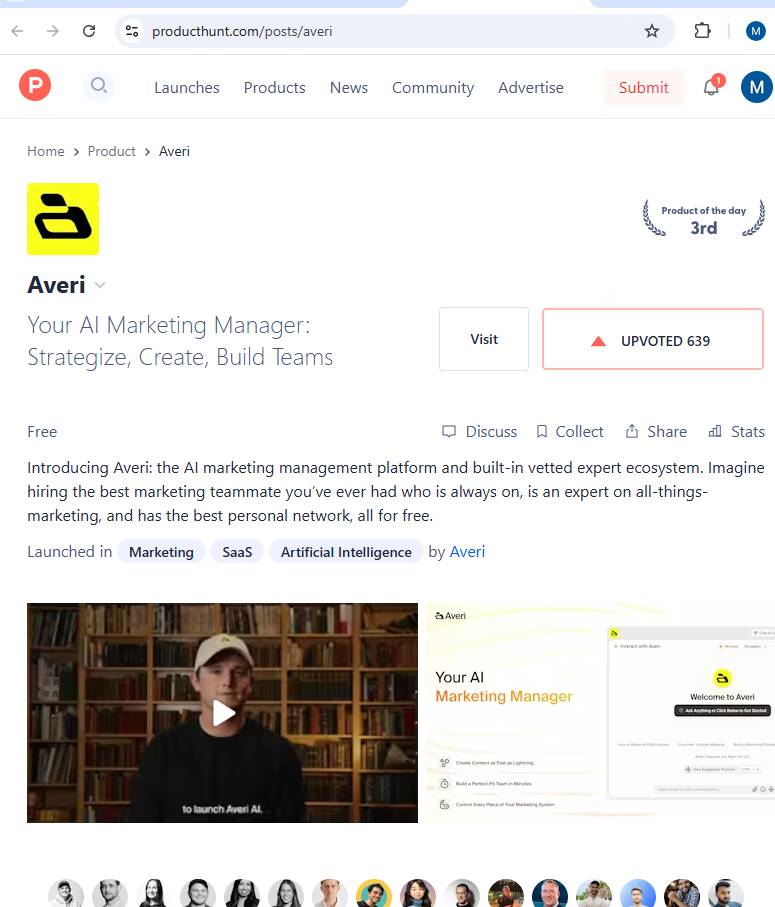 producthunt.com/posts/averi
M
P
Launches Products News Community Advertise Submit 1 M
Home > Product > Averi
Product of the day
3rd
Averi
Your AI Marketing Manager:
Strategize, Create, Build Teams
Visit
UPVOTED 639
Free
Discuss Collect Share Stats
Introducing Averi: the AI marketing management platform and built-in vetted expert ecosystem. Imagine
hiring the best marketing teammate you've ever had who is always on, is an expert on all-things-
marketing, and has the best personal network, all for free.
Launched in Marketing SaaS Artificial Intelligence by Averi
to launch Averi AI.
Averi
Your AI
Marketing Manager
Create Content as Fast as Lightning
Build a Perfect-Fit Team in Minutes
Control Every Piece of Your Marketing System
Interact with Averi
Welcome to Averi
Ask Anything or Click Below to Get Started